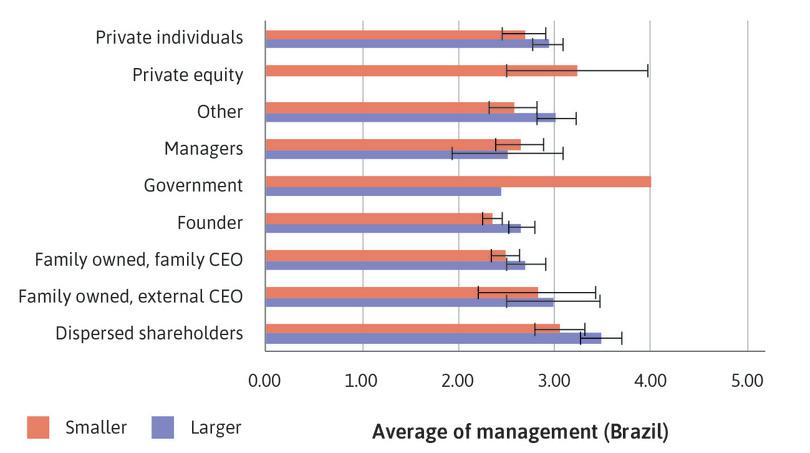 Private individuals
Private equity
Other
Managers
Government
Founder
Family owned, family CEO
Family owned, external CEO
Dispersed shareholders
0.00 1.00 2.00 3.00 4.00 5.00
Smaller Larger
Average of management (Brazil)